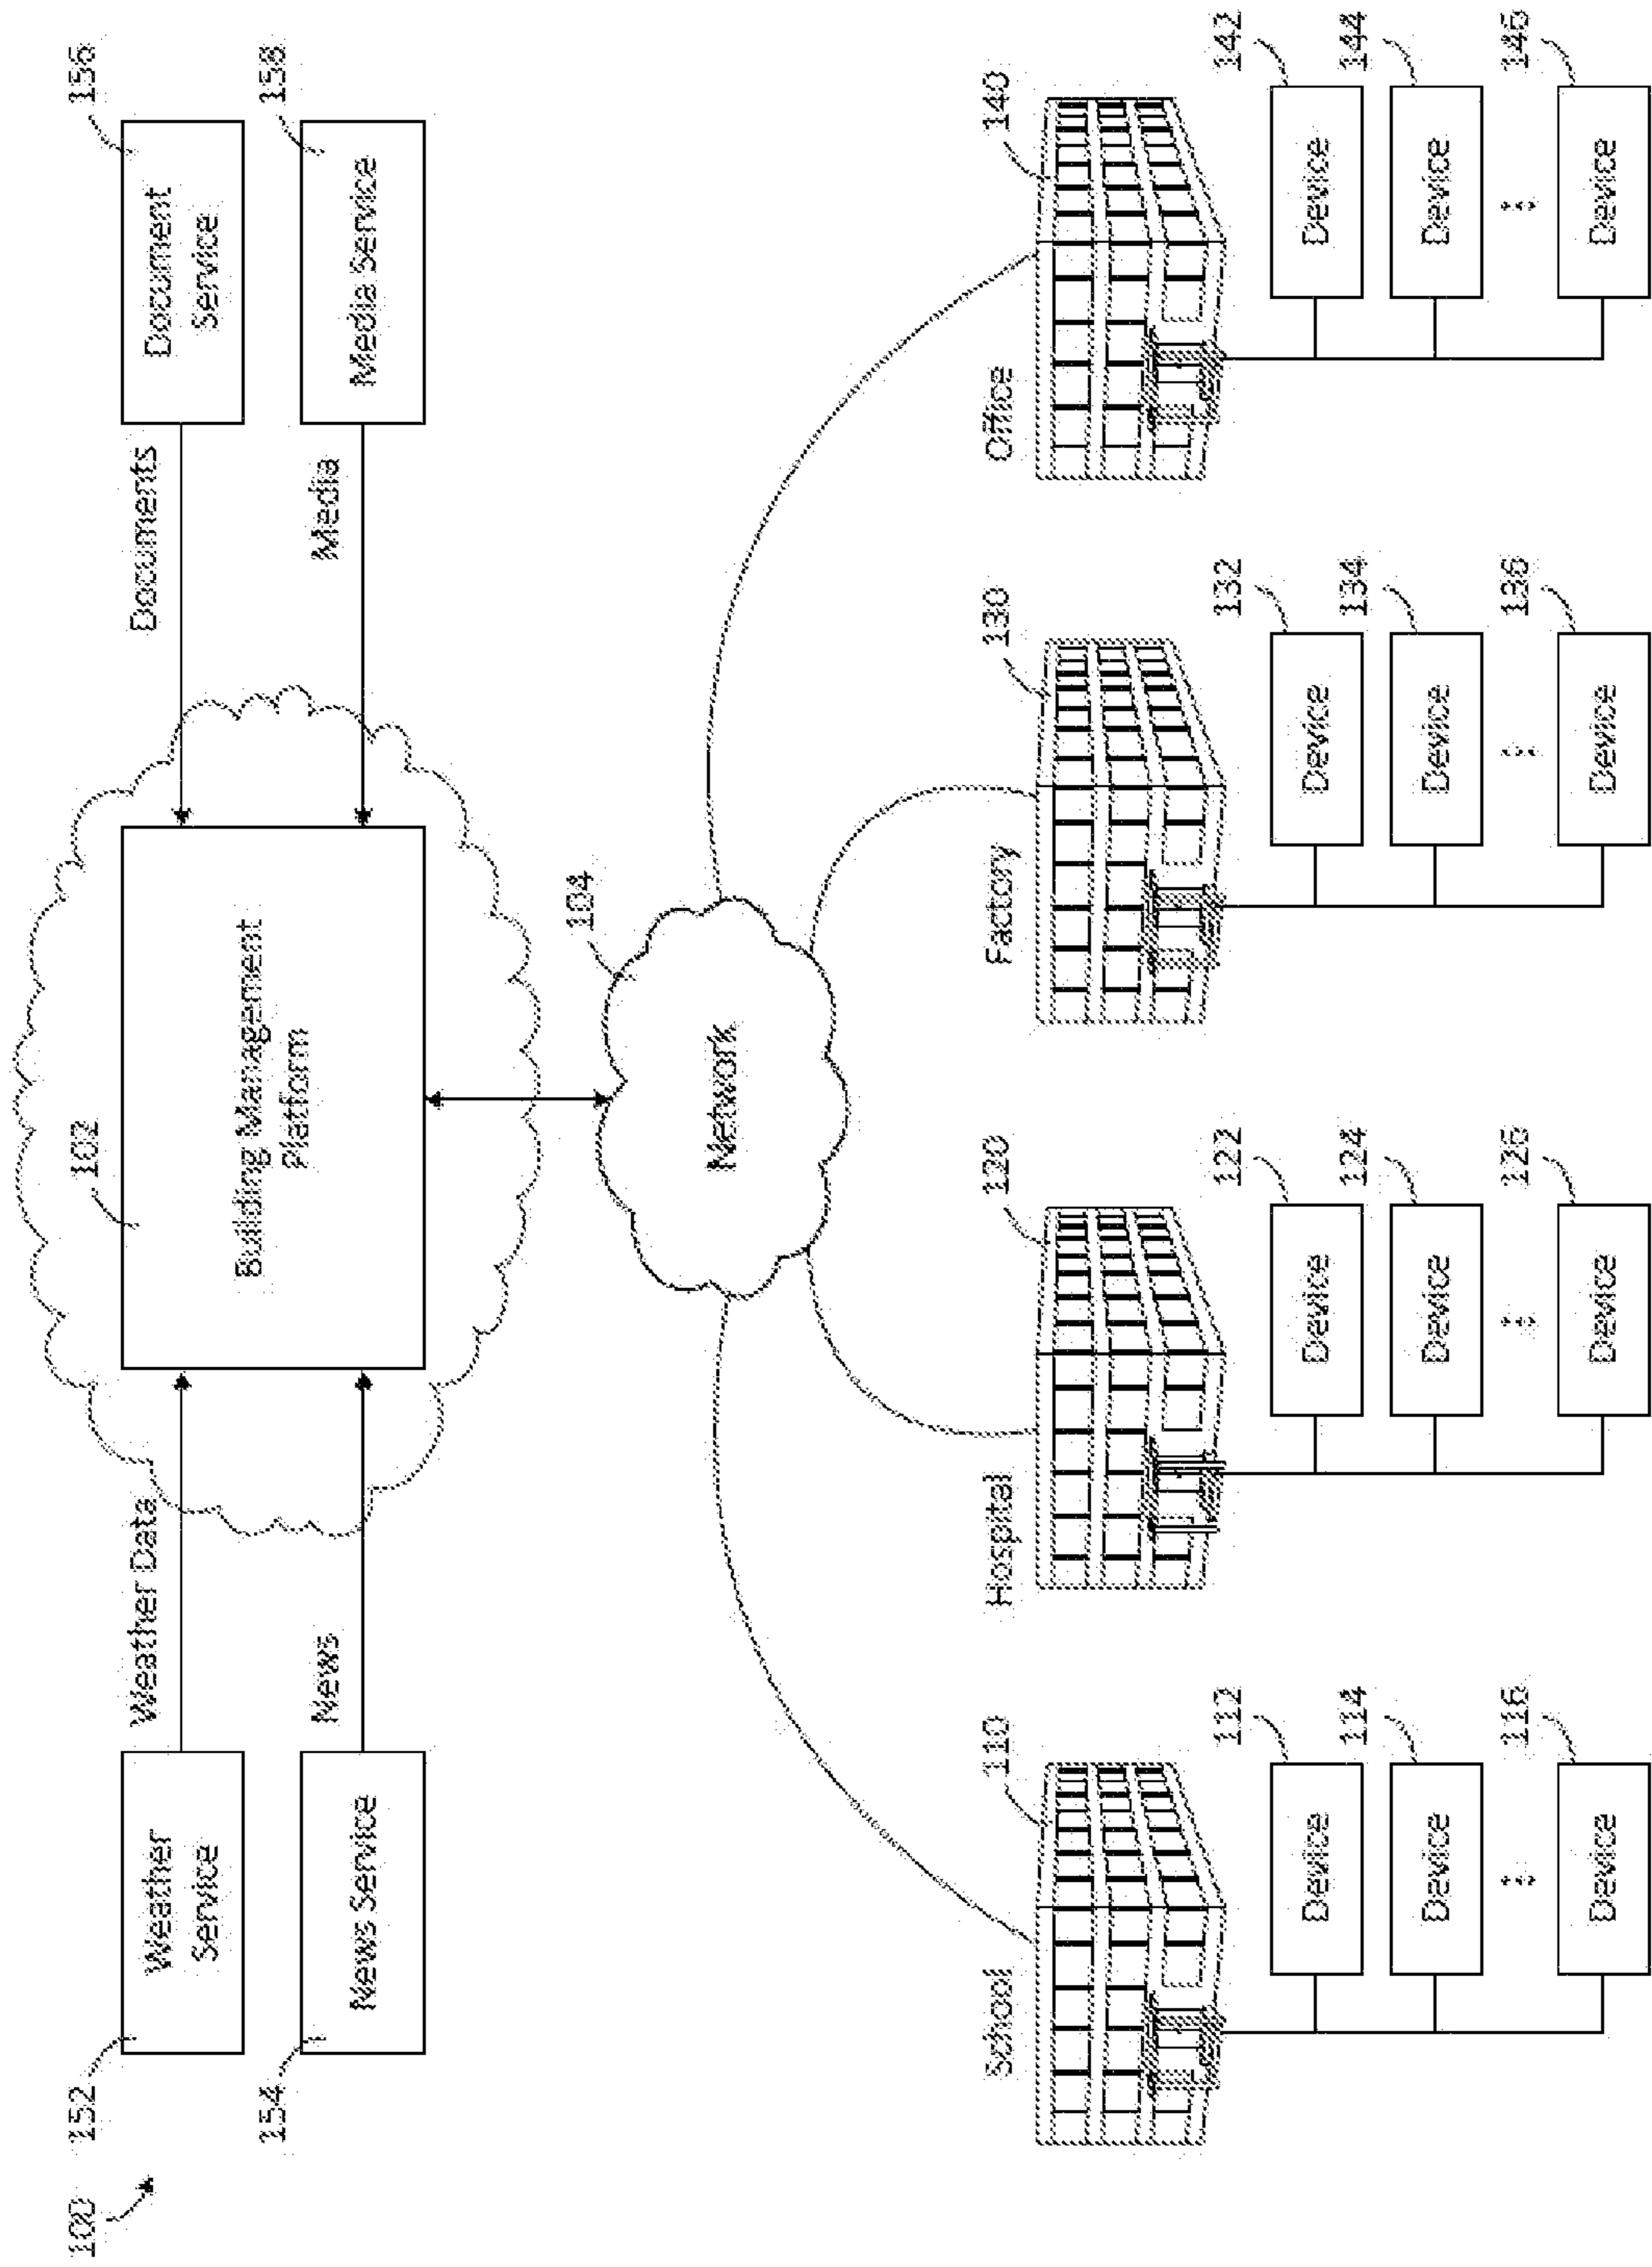 100
152
Weather
Service
Weather Data
102
Building Management
Platform
Documents
Document
Service
156
154
News Service
News
Media
Media Service
158
104
Network
School
110
Hospital
120
Factory
130
Office
140
112
Device
122
Device
132
Device
142
Device
114
Device
124
Device
134
Device
144
Device
116
Device
126
Device
136
Device
146
Device